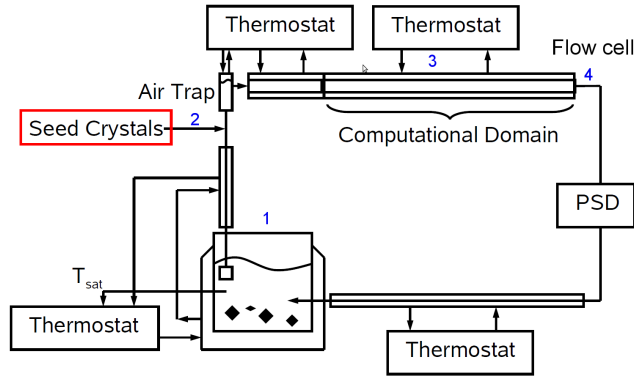 Thermostat
Thermostat
3
Flow cell
4
Air Trap
Seed Crystals
2
Computational Domain
PSD
1
T_sat
Thermostat
Thermostat